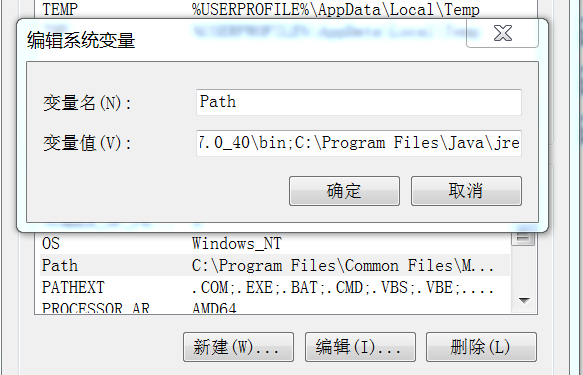 TEMP %USERPROFILE%\AppData\Local\Temp
编辑系统变量
变量名(N): Path
变量值(V): 7.0_40\bin;C:\Program Files\Java\jre
确定 取消
OS Windows_NT
Path C:\Program Files\Common Files\M...
PATHEXT .COM;.EXE;.BAT;.CMD;.VBS;.VBE;....
PROCESSOR_AR AMD64
新建(W)... 编辑(I)... 删除(L)